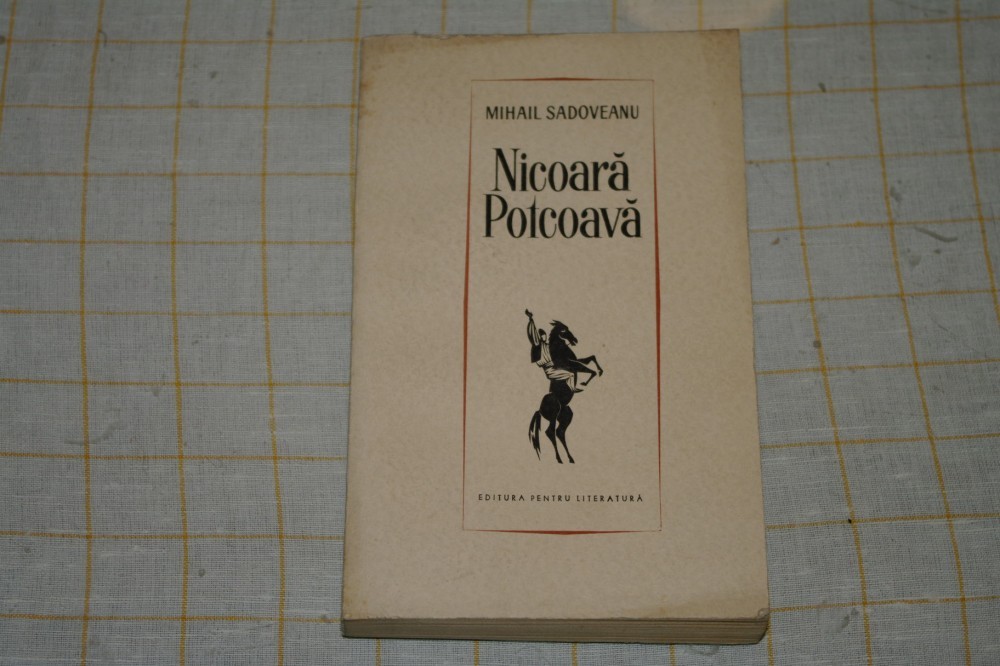 MIHAIL SADOVEANU
Nicoară
Potcoavă
EDITURA PENTRU LITERATURĂ